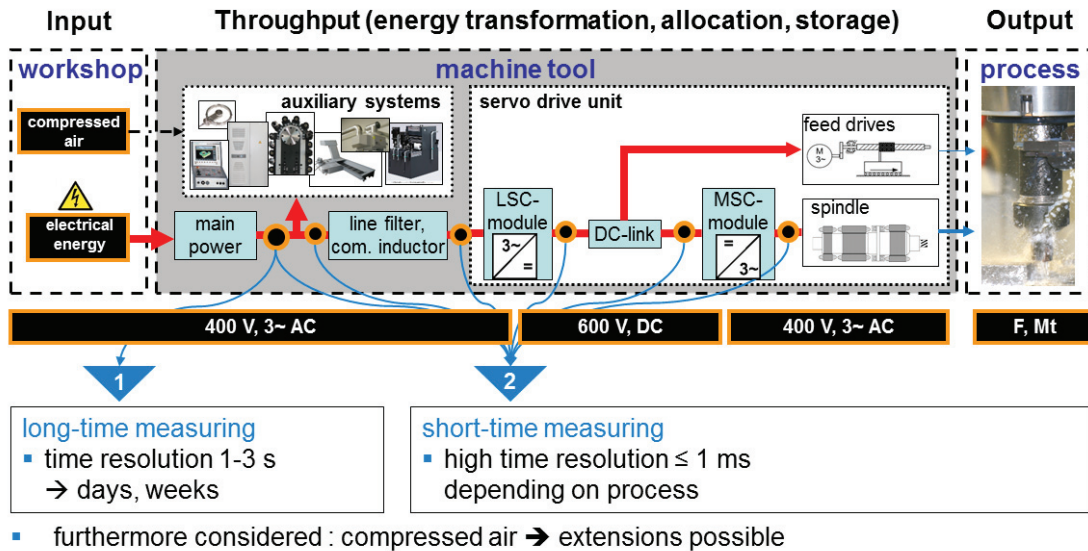 Input
Throughput (energy transformation, allocation, storage)
Output
workshop
machine tool
process
compressed
air
auxiliary systems
servo drive unit
feed drives
M
3~
electrical
energy
main
power
line filter,
com. inductor
LSC-
module
3~
=
DC-link
MSC-
module
=
3~
spindle
400 V, 3~ AC
600 V, DC
400 V, 3~ AC
F, Mt
1
2
long-time measuring
▪ time resolution 1-3 s
→ days, weeks
short-time measuring
▪ high time resolution ≤ 1 ms
depending on process
▪ furthermore considered : compressed air ➔ extensions possible